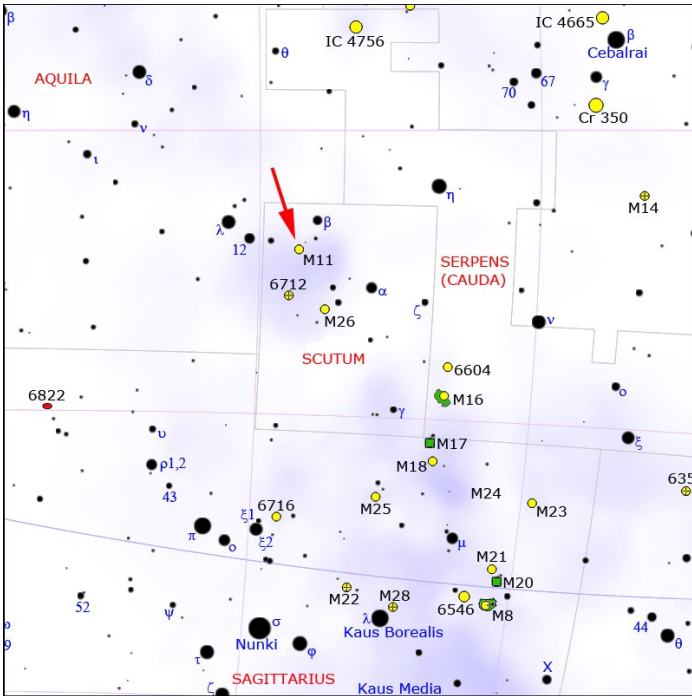 β
IC 4756
IC 4665
β
Cebalrai
θ
AQUILA
δ
67
70
γ
η
Cr 350
ν
ι
η
M14
λ
β
12
M11
SERPENS
(CAUDA)
6712
α
ζ
M26
ν
SCUTUM
6604
ο
6822
M16
γ
υ
M17
ξ
ρ1,2
M18
635
43
M24
M25
M23
6716
ξ1
π
ο
ξ2
μ
M21
M20
M22
M28
6546
M8
52
ψ
σ
λ
44
Nunki
Kaus Borealis
θ
9
φ
τ
SAGITTARIUS
X
Kaus Media
ζ